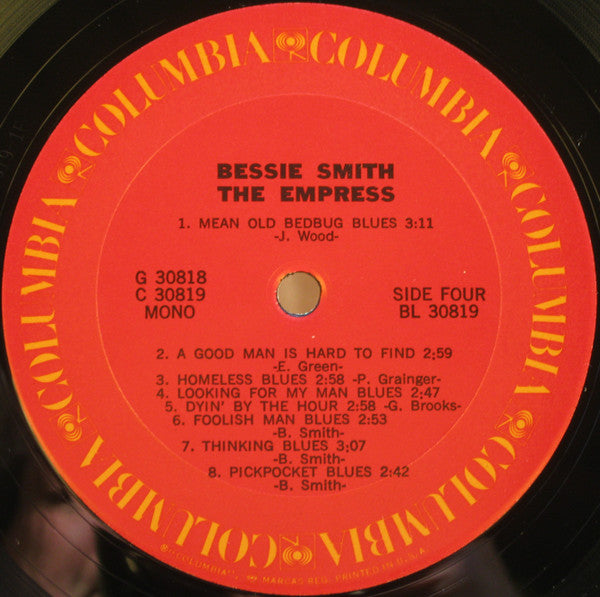 COLUMBIA
COLUMBIA
COLUMBIA
COLUMBIA
COLUMBIA
COLUMBIA
BESSIE SMITH
THE EMPRESS
1. MEAN OLD BEDBUG BLUES 3:11
-J. Wood-
G 30818
C 30819
MONO
SIDE FOUR
BL 30819
2. A GOOD MAN IS HARD TO FIND 2;59
-E. Green-
3. HOMELESS BLUES 2:58 -P. Grainger-
4. LOOKING FOR MY MAN BLUES 2;47
5. DYIN' BY THE HOUR 2:58 -G. Brooks-
6. FOOLISH MAN BLUES 2:53
-B. Smith-
7. THINKING BLUES 3;07
-B. Smith-
8. PICKPOCKET BLUES 2:42
-B. Smith-
® "COLUMBIA", MARCAS REG. PRINTED IN U.S.A.